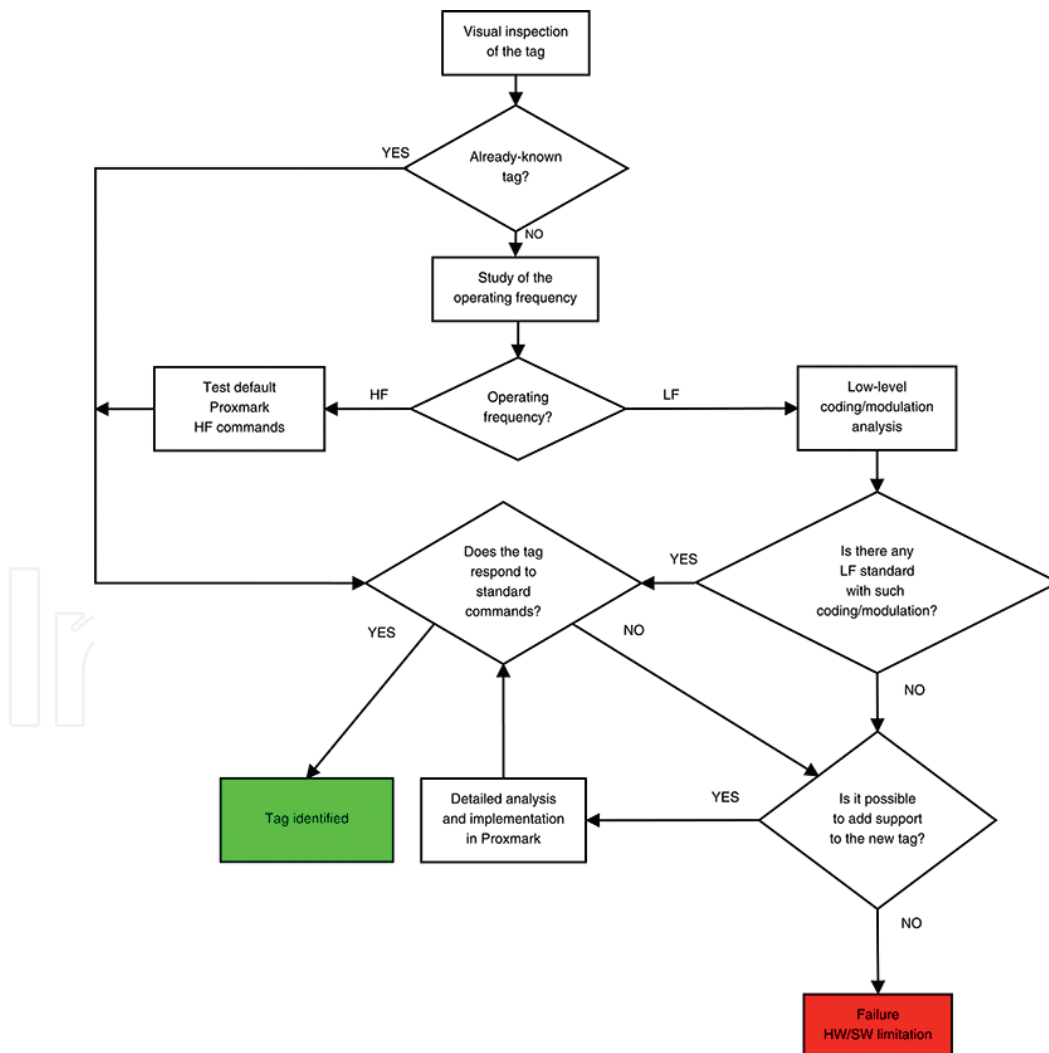 Visual inspection
of the tag
YES
Already-known
tag?
NO
Study of the
operating frequency
Test default
Proxmark
HF commands
HF
Operating
frequency?
LF
Low-level
coding/modulation
analysis
Does the tag
respond to
standard
commands?
YES
Is there any
LF standard
with such
coding/modulation?
YES
NO
NO
Tag identified
Detailed analysis
and implementation
in Proxmark
YES
Is it possible
to add support
to the new tag?
NO
Failure
HW/SW limitation